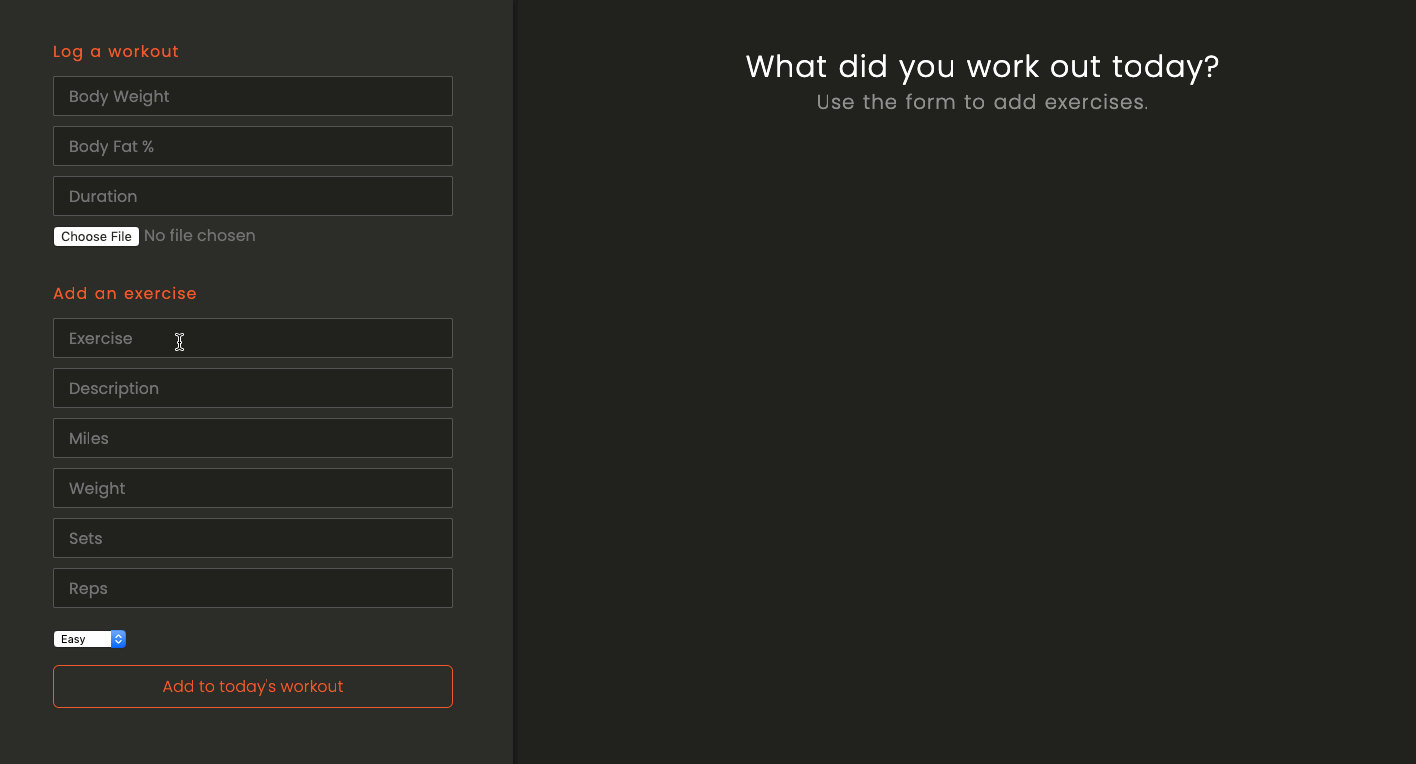 Log a workout
Body Weight
Body Fat %
Duration
Choose File No file chosen
Add an exercise
Exercise
Description
Miles
Weight
Sets
Reps
Easy
Add to today's workout
What did you work out today?
Use the form to add exercises.